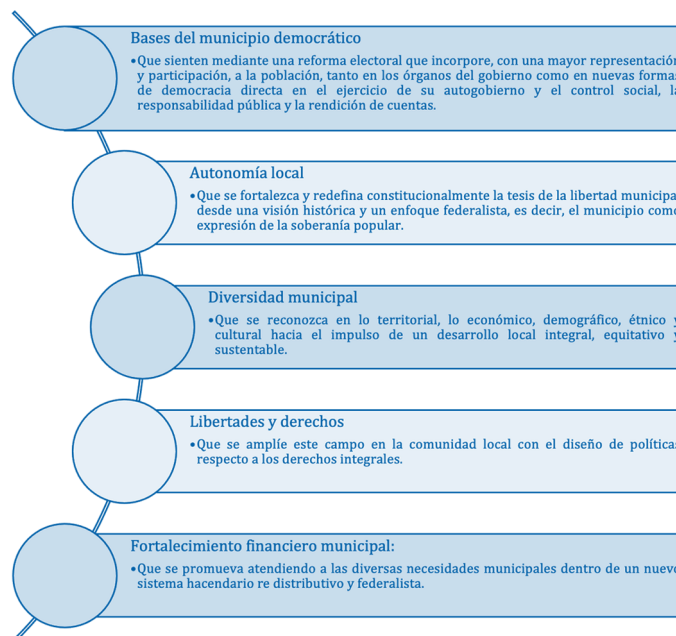 Bases del municipio democrático
•Que sienten mediante una reforma electoral que incorpore, con una mayor representación
y participación, a la población, tanto en los órganos del gobierno como en nuevas formas
de democracia directa en el ejercicio de su autogobierno y el control social, la
responsabilidad pública y la rendición de cuentas.
Autonomía local
•Que se fortalezca y redefina constitucionalmente la tesis de la libertad municipal
desde una visión histórica y un enfoque federalista, es decir, el municipio como
expresión de la soberanía popular.
Diversidad municipal
•Que se reconozca en lo territorial, lo económico, demográfico, étnico y
cultural hacia el impulso de un desarrollo local integral, equitativo y
sustentable.
Libertades y derechos
•Que se amplíe este campo en la comunidad local con el diseño de políticas
respecto a los derechos integrales.
Fortalecimiento financiero municipal:
•Que se promueva atendiendo a las diversas necesidades municipales dentro de un nuevo
sistema hacendario re distributivo y federalista.